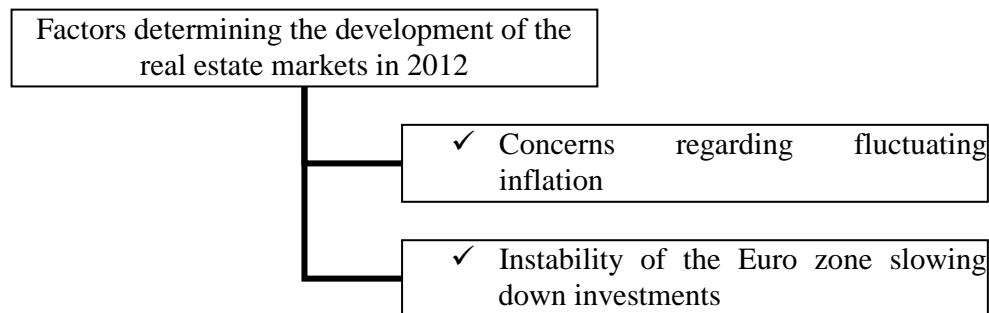 Factors determining the development of the
real estate markets in 2012
✓ Concerns regarding fluctuating
inflation
✓ Instability of the Euro zone slowing
down investments